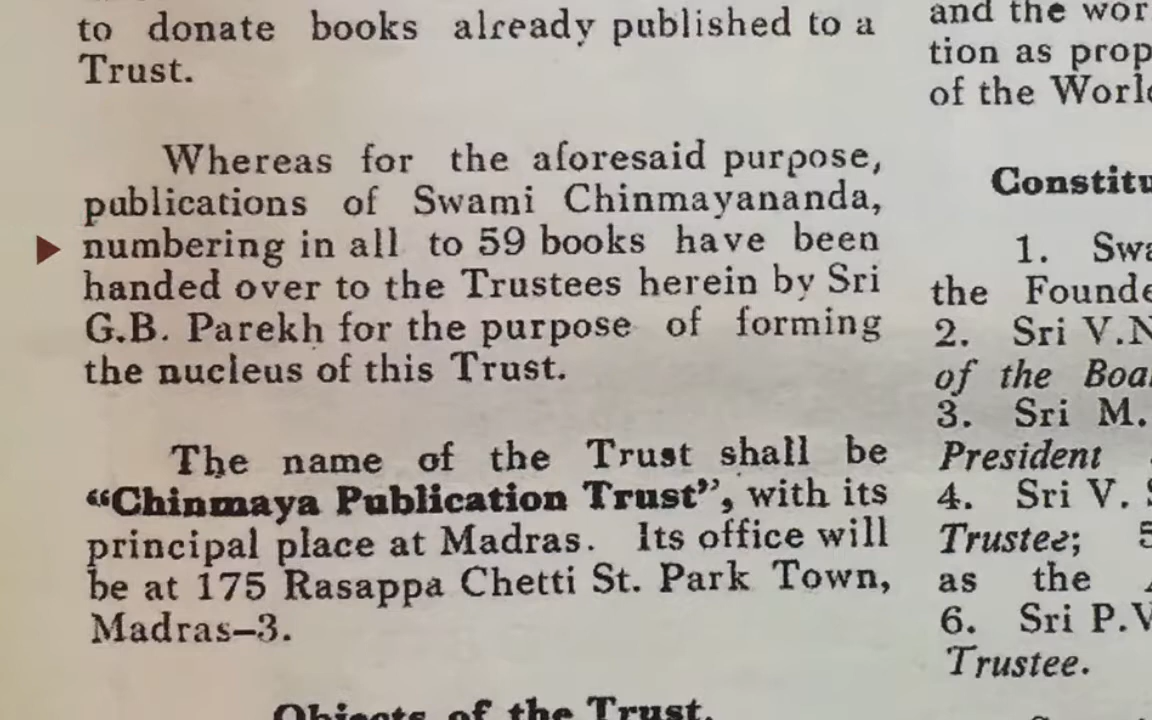 to donate books already published to a
Trust.
Whereas for the aforesaid purpose,
publications of Swami Chinmayananda,
numbering in all to 59 books have been
handed over to the Trustees herein by Sri
G.B. Parekh for the purpose of forming
the nucleus of this Trust.
The name of the Trust shall be
“Chinmaya Publication Trust”, with its
principal place at Madras. Its office will
be at 175 Rasappa Chetti St. Park Town,
Madras–3.
Objects of the Trust.
and the
tion as
of the
1.
the
2. Sri V.N
of the
3. Sri M.
President
4. Sri V.
Trustee; 5
as the
6. Sri P.V
Trustee.